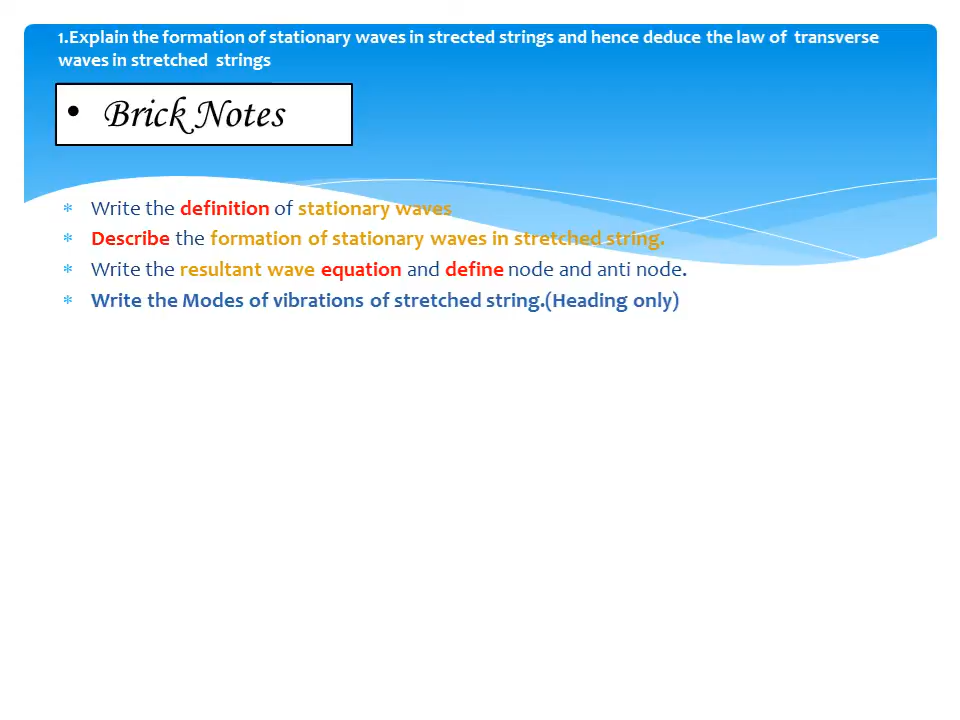 1.Explain the formation of stationary waves in strected strings and hence deduce the law of transverse
waves in stretched strings
• Brick Notes
* Write the definition of stationary waves
* Describe the formation of stationary waves in stretched string.
* Write the resultant wave equation and define node and anti node.
* Write the Modes of vibrations of stretched string.(Heading only)